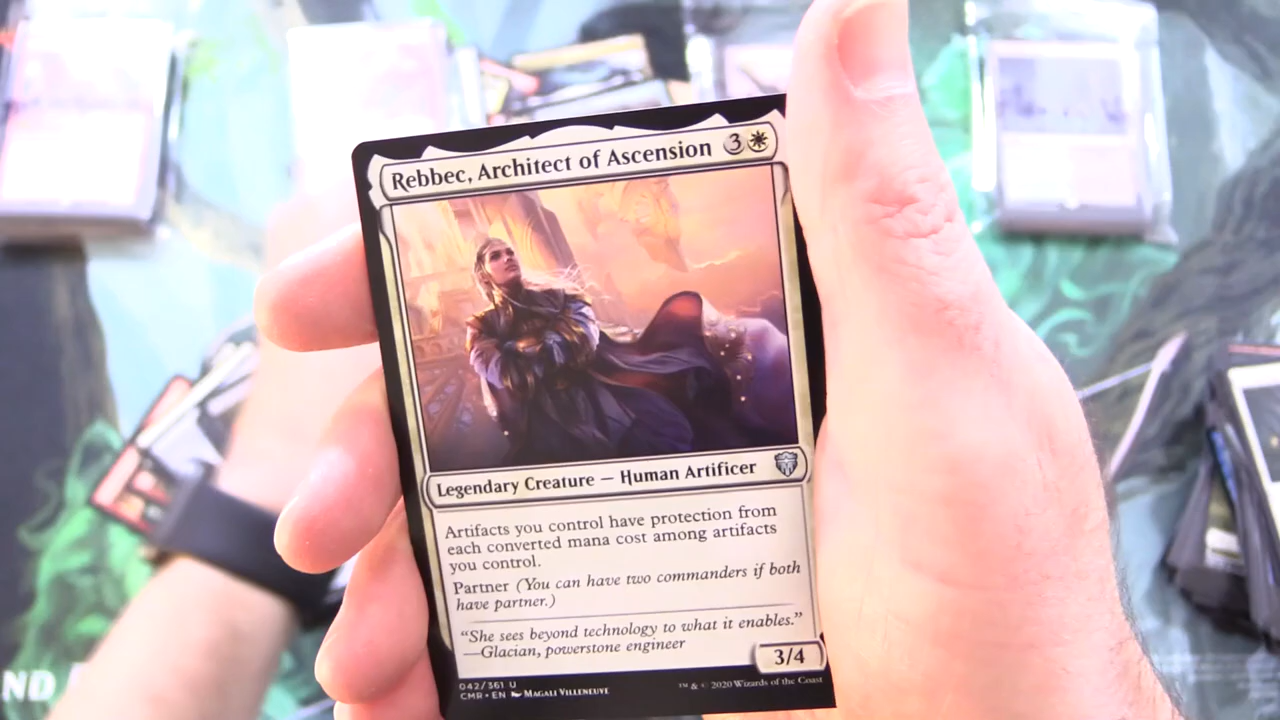 Rebbec, Architect of Ascension 3
Legendary Creature — Human Artificer
Artifacts you control have protection from
each converted mana cost among artifacts
you control.
Partner (You can have two commanders if both
have partner.)
"She sees beyond technology to what it enables."
—Glacian, powerstone engineer
3/4
042/361 U
CMR • EN MAGALI VILLENEUVE
™ & © 2020 Wizards of the Coast
ND